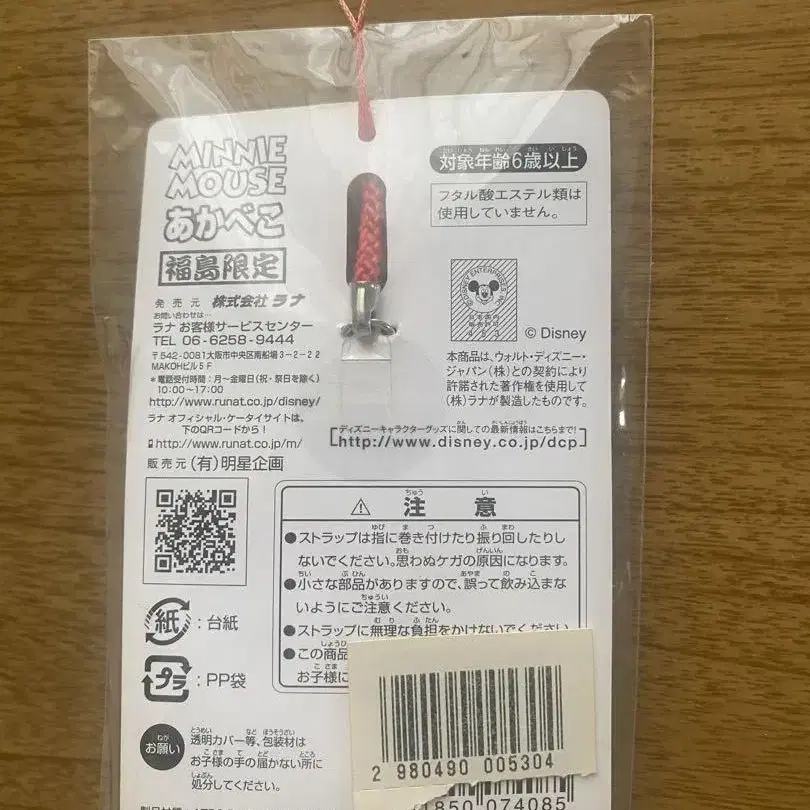 MINNIE
MOUSE
あかべこ
福島限定
発売元 株式会社 ラナ
お問い合わせは…
ラナ お客様サービスセンター
TEL 06-6258-9444
〒542-0081大阪市中央区南船場3-2-22
MAKOHビル5F
*電話受付時間:月~金曜日(祝・祭日を除く)
10:00~17:00
http://www.runat.co.jp/disney/
ラナ オフィシャル・ケータイサイトは、
下のQRコードから!
http://www.runat.co.jp/m/
販売元 (有)明星企画
対象年齢6歳以上
フタル酸エステル類は
使用していません。
© DISNEY ENTERPRISES INC.
© Disney
本商品は、ウォルト・ディズニー・
ジャパン(株)との契約により
許諾された著作権を使用して
(株)ラナが製造したものです。
ディズニーキャラクターグッズに関しての最新情報はこちらまで!
http://www.disney.co.jp/dcp
注意
●ストラップは指に巻き付けたり振り回したりし
ないでください。思わぬケガの原因になります。
●小さな部品がありますので、誤って飲み込まな
いようにご注意ください。
●ストラップに無理な負担をかけないでください
●この商品
お子様に
紙:台紙
プラ:PP袋
お願い
透明カバー等、包装材は
お子様の手の届かない所に
処分してください。
2 980490 005304
1850 074085